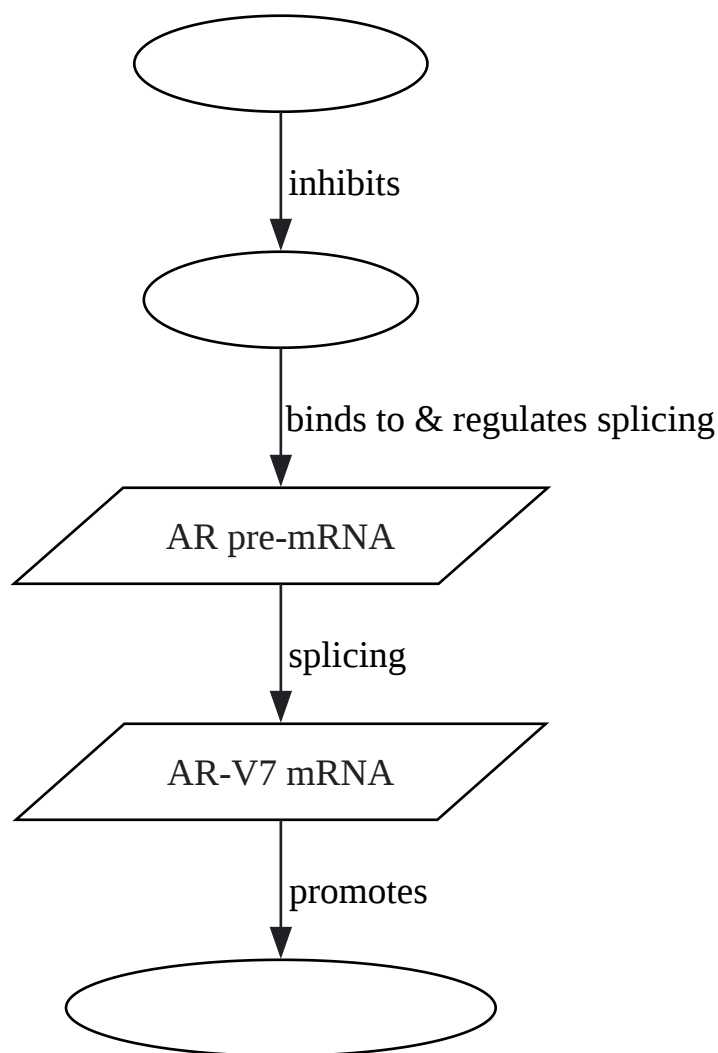 inhibits
binds to & regulates splicing
AR pre-mRNA
splicing
AR-V7 mRNA
promotes